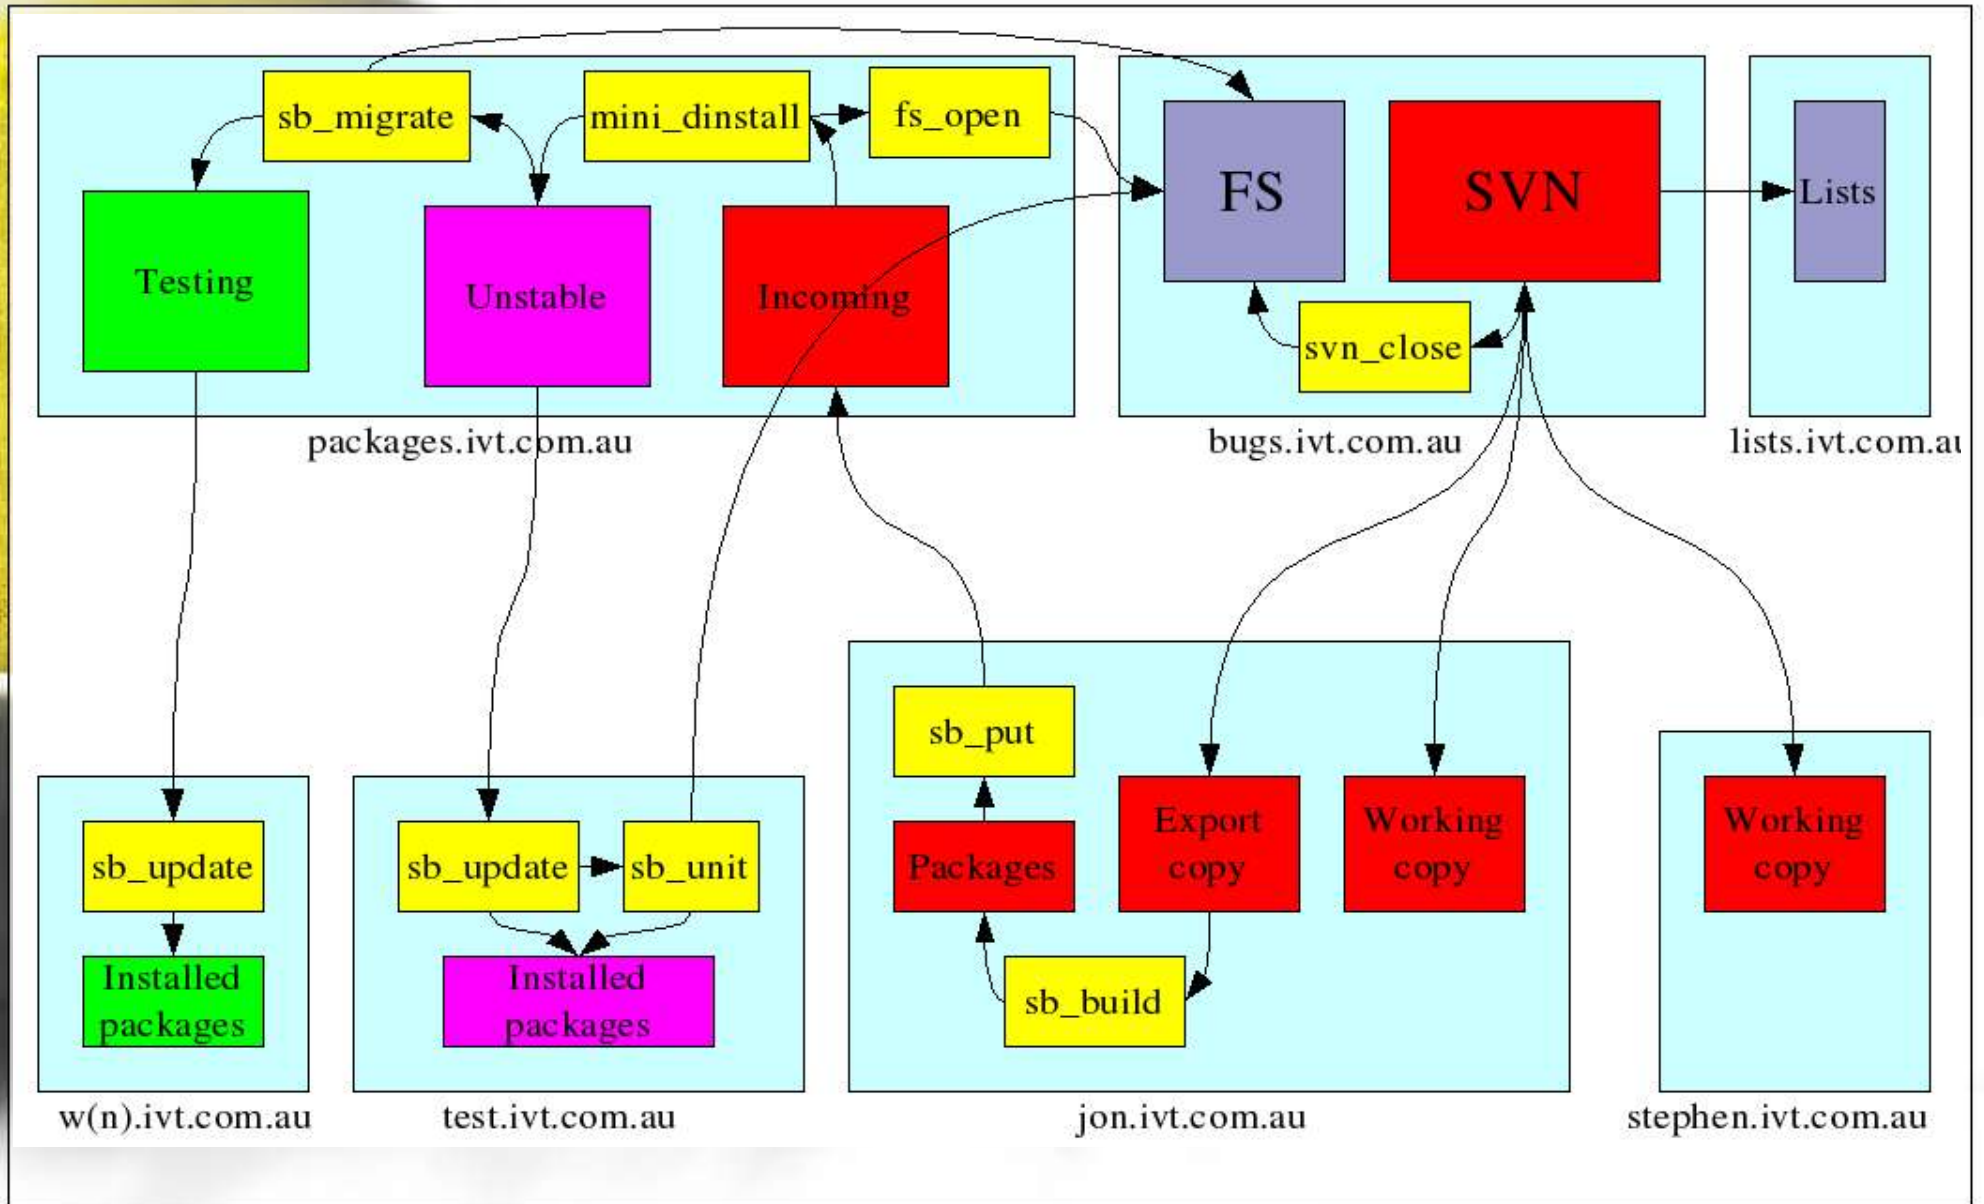 sb_migrate
mini_dinstall
fs_open
Testing
Unstable
Incoming
packages.ivt.com.au
FS
SVN
svn_close
bugs.ivt.com.au
Lists
lists.ivt.com.au
sb_update
Installed
packages
w(n).ivt.com.au
sb_update
sb_unit
Installed
packages
test.ivt.com.au
sb_put
Packages
Export
copy
Working
copy
sb_build
jon.ivt.com.au
Working
copy
stephen.ivt.com.au